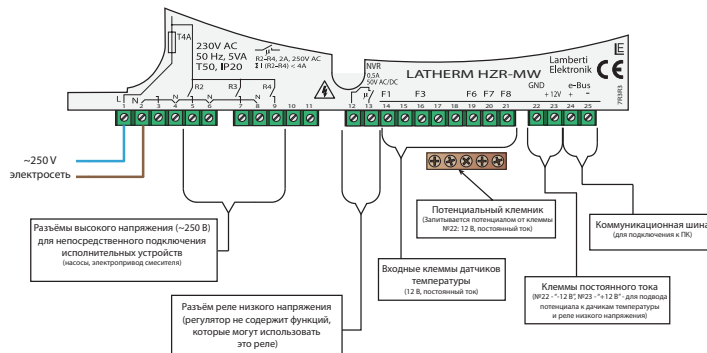 T4A
230V AC
50 Hz, 5VA
T50, IP20
R2-R4, 2A, 250V AC
Σ I (R2-R4) < 4A
NVR
0,5A
50V AC/DC
μ
LATHERM HZR-MW
Lamberti
Elektronik
CE
7R3R3
R2 R3 R4
L N N N N
F1 F3 F6 F7 F8
GND
+ 12V
e-Bus
+ -
1 2 3 4 5 6 7 8 9 10 11 12 13 14 15 16 17 18 19 20 21 22 23 24 25
~250 V
электросеть
Разъёмы высокого напряжения (~250 В)
для непосредственного подключения
исполнительных устройств
(насосы, электропривод смесителя)
Разъём реле низкого напряжения
(регулятор не содержит функций,
которые могут использовать
это реле)
Входные клеммы датчиков
температуры
(12 В, постоянный ток)
Потенциальный клемник
(Запитывается потенциалом от клеммы
№22: 12 В, постоянный ток)
Клеммы постоянного тока
(№22 - "-12 В", №23 - "+12 В" - для подвода
потенциала к дачикам температуры
и реле низкого напряжения)
Коммуникационная шина
(для подключения к ПК)